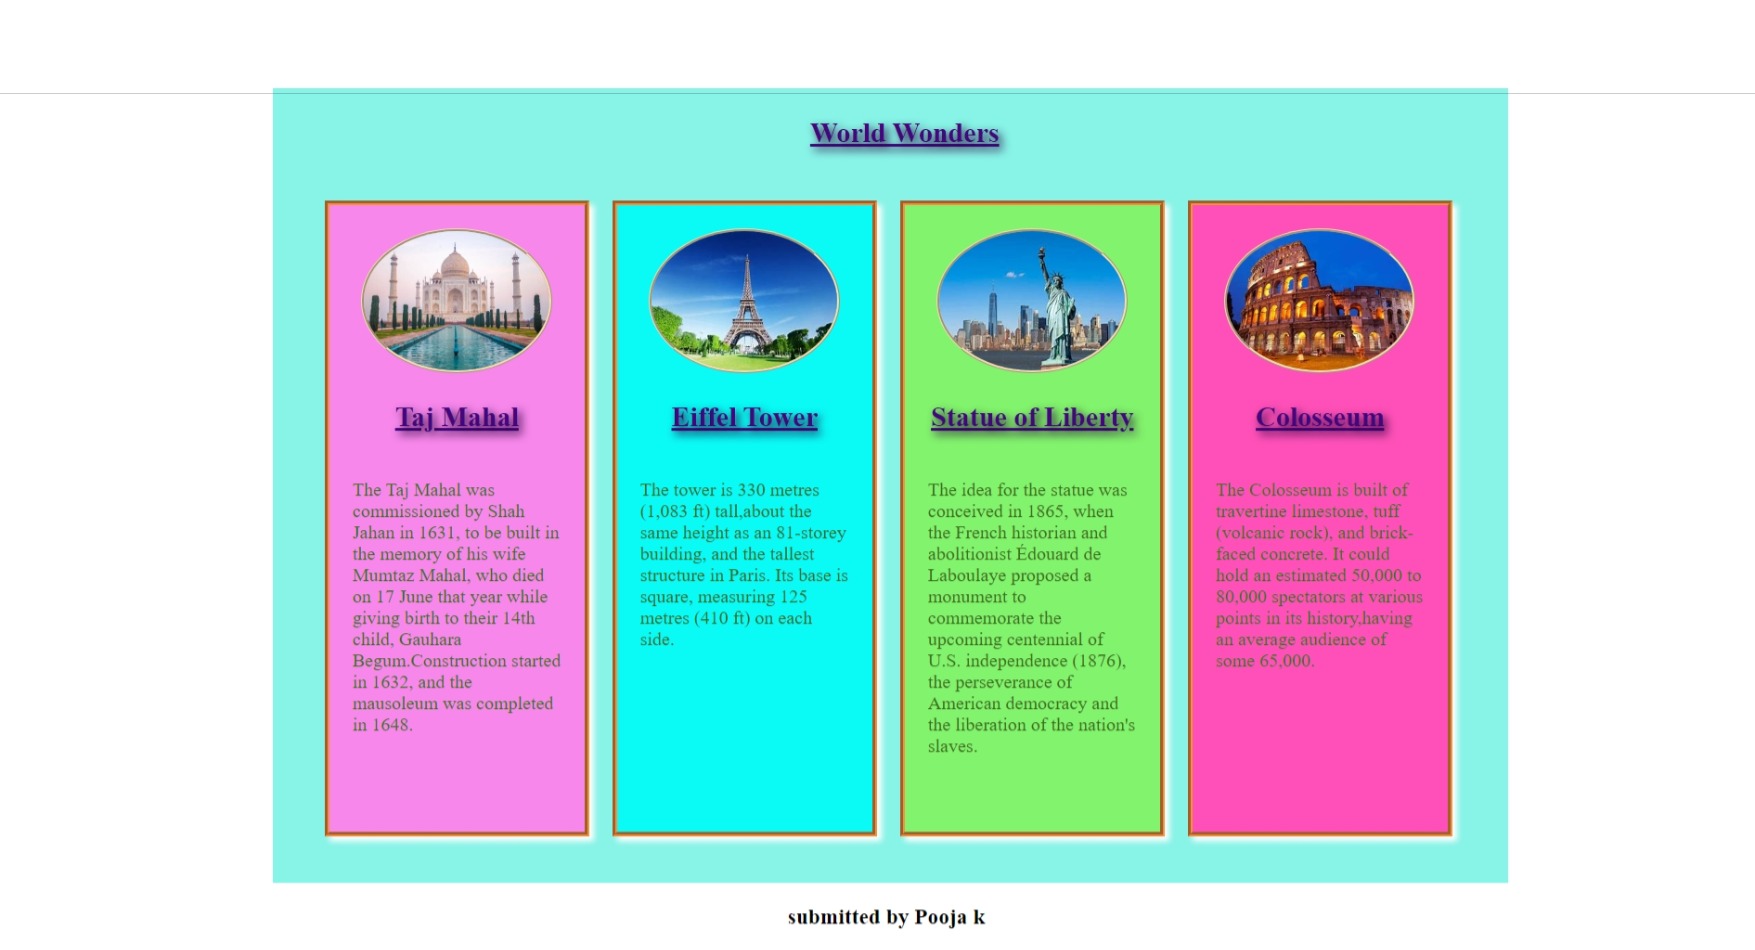 World Wonders
Taj Mahal
The Taj Mahal was
commissioned by Shah
Jahan in 1631, to be built in
the memory of his wife
Mumtaz Mahal, who died
on 17 June that year while
giving birth to their 14th
child, Gauhara
Begum.Construction started
in 1632, and the
mausoleum was completed
in 1648.
Eiffel Tower
The tower is 330 metres
(1,083 ft) tall,about the
same height as an 81-storey
building, and the tallest
structure in Paris. Its base is
square, measuring 125
metres (410 ft) on each
side.
Statue of Liberty
The idea for the statue was
conceived in 1865, when
the French historian and
abolitionist Édouard de
Laboulaye proposed a
monument to
commemorate the
upcoming centennial of
U.S. independence (1876),
the perseverance of
American democracy and
the liberation of the nation's
slaves.
Colosseum
The Colosseum is built of
travertine limestone, tuff
(volcanic rock), and brick-
faced concrete. It could
hold an estimated 50,000 to
80,000 spectators at various
points in its history,having
an average audience of
some 65,000.
submitted by Pooja k